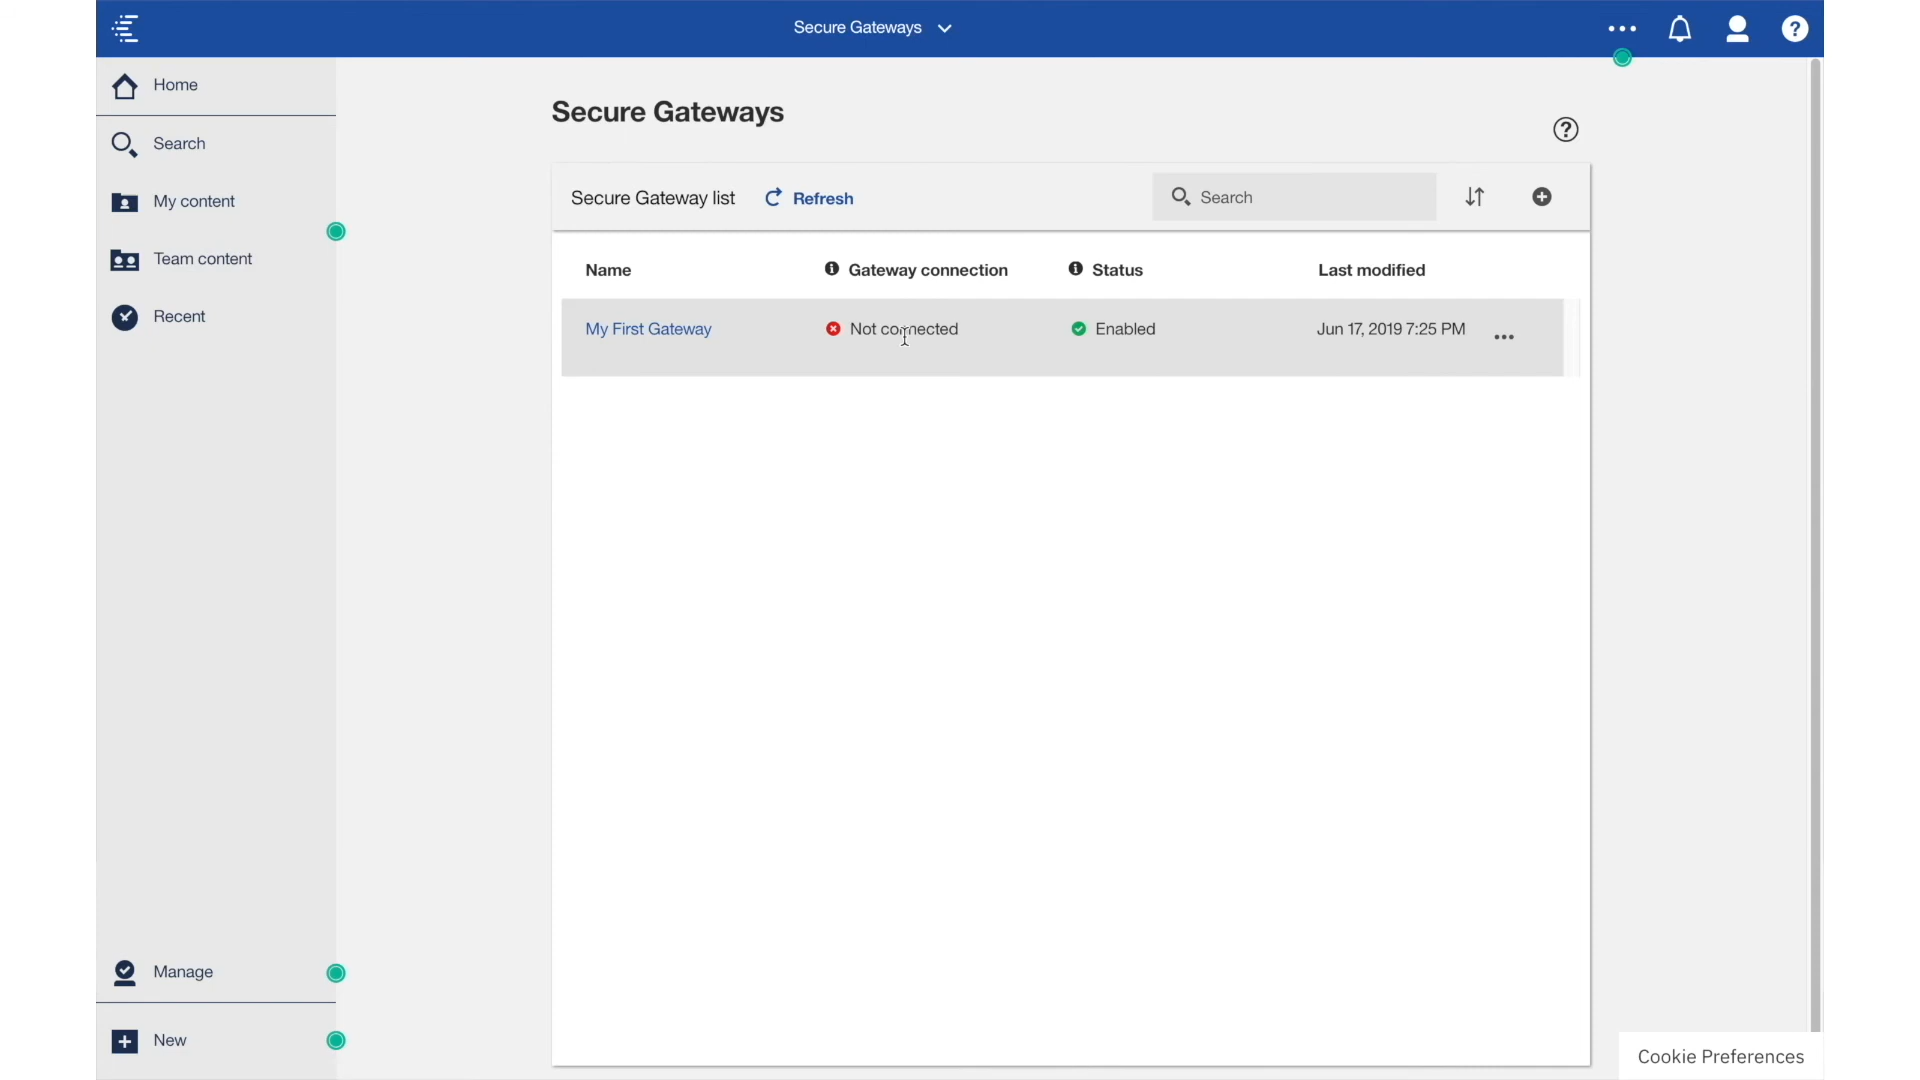 Secure Gateways
Home
Search
My content
Team content
Recent
Manage
New
Secure Gateways
Secure Gateway list Refresh Search
Name Gateway connection Status Last modified
My First Gateway Not connected Enabled Jun 17, 2019 7:25 PM
Cookie Preferences